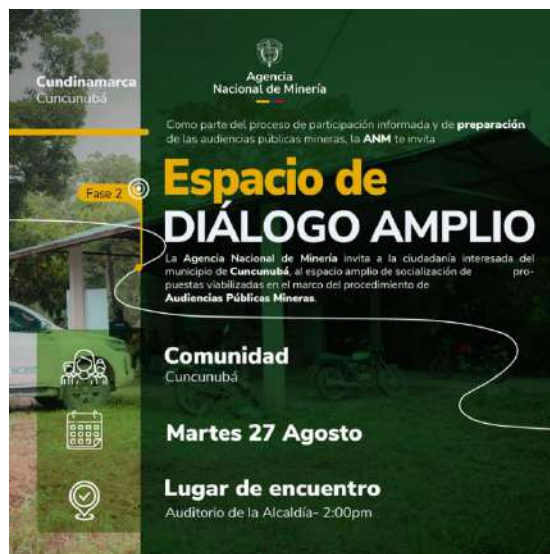 Cundinamarca
Cuncunubá
Agencia
Nacional de Minería
Como parte del proceso de participación informada y de preparación
de las audiencias públicas mineras, la ANM te invita
Fase 2
Espacio de
DIÁLOGO AMPLIO
La Agencia Nacional de Minería invita a la ciudadanía interesada del
municipio de Cuncunubá, al espacio amplio de socialización de pro-
puestas viabilizadas en el marco del procedimiento de
Audiencias Públicas Mineras.
Comunidad
Cuncunubá
Martes 27 Agosto
Lugar de encuentro
Auditorio de la Alcaldía- 2:00pm